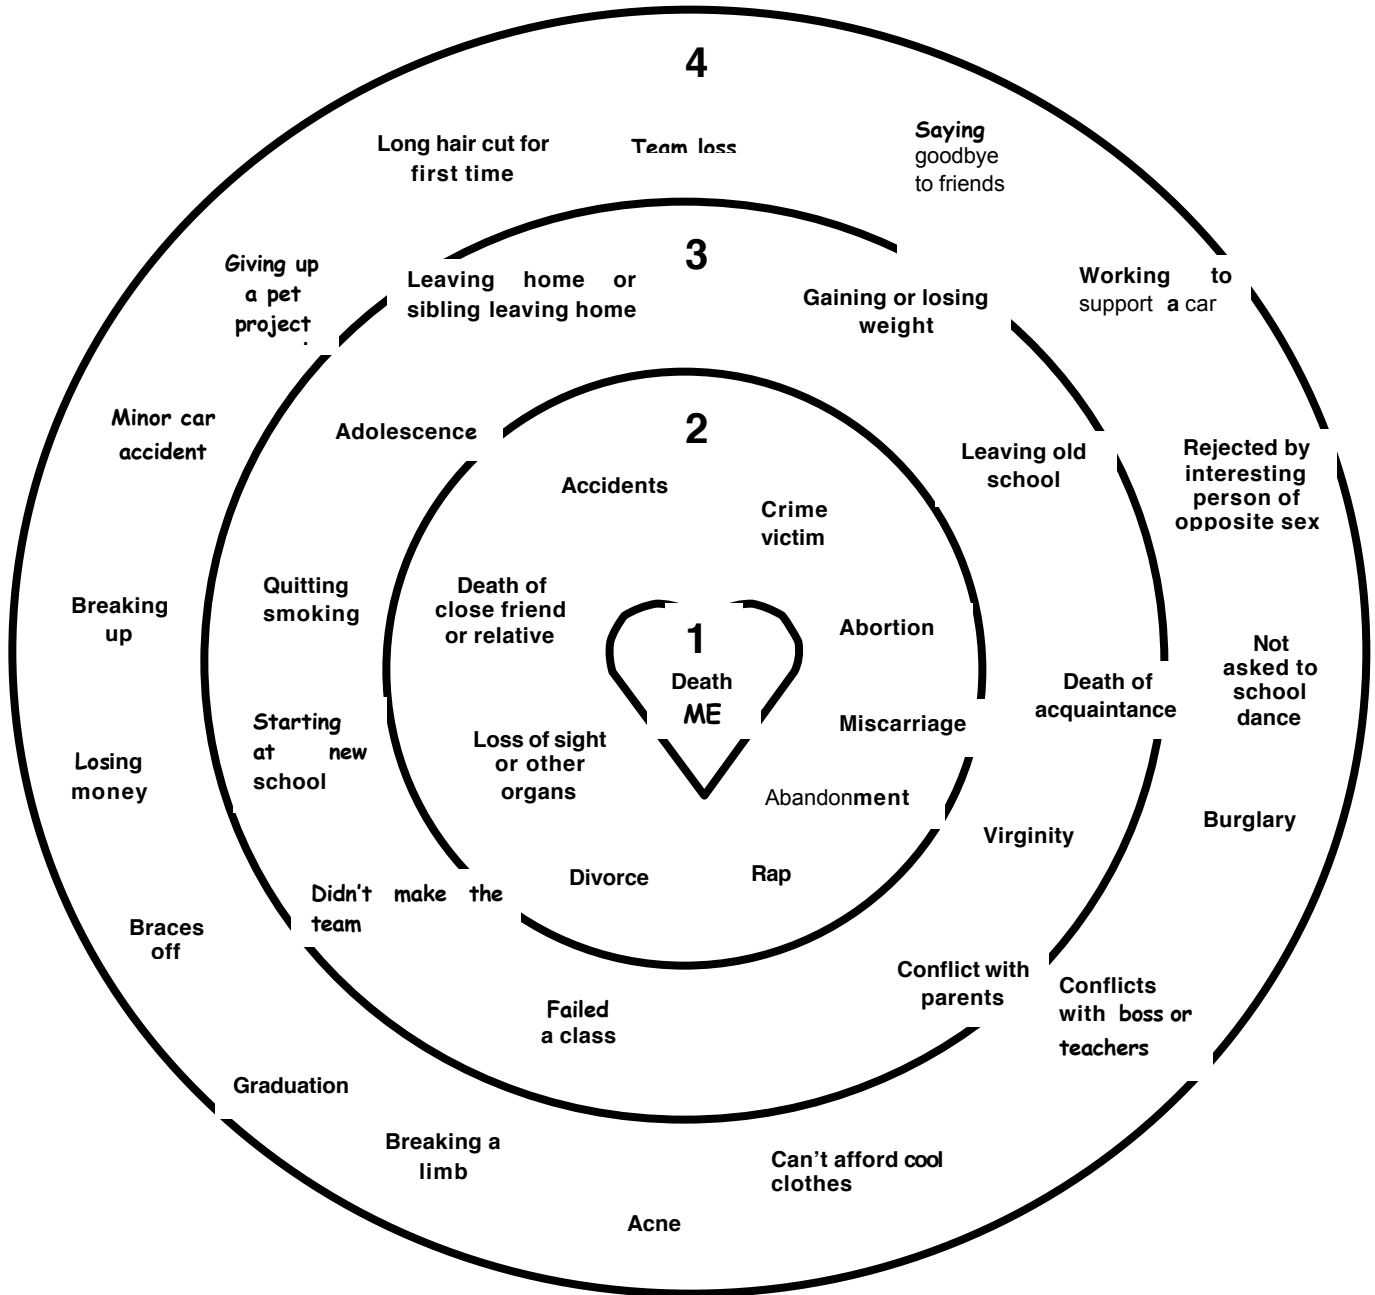 4
Long hair cut for
first time
Team loss
Saying
goodbye
to friends
3
Giving up
a pet
project
Leaving home or
sibling leaving home
Gaining or losing
weight
Working to
support a car
Minor car
accident
Adolescence
2
Accidents
Crime
victim
Leaving old
school
Rejected by
interesting
person of
opposite sex
Breaking
up
Quitting
smoking
Death of
close friend
or relative
1
Death
ME
Abortion
Miscarriage
Death of
acquaintance
Not
asked to
school
dance
Losing
money
Starting
at new
school
Loss of sight
or other
organs
Abandonment
Virginity
Burglary
Divorce
Rap
Didn't make the
team
Braces
off
Failed
a class
Conflict with
parents
Conflicts
with boss or
teachers
Graduation
Breaking a
limb
Can't afford cool
clothes
Acne